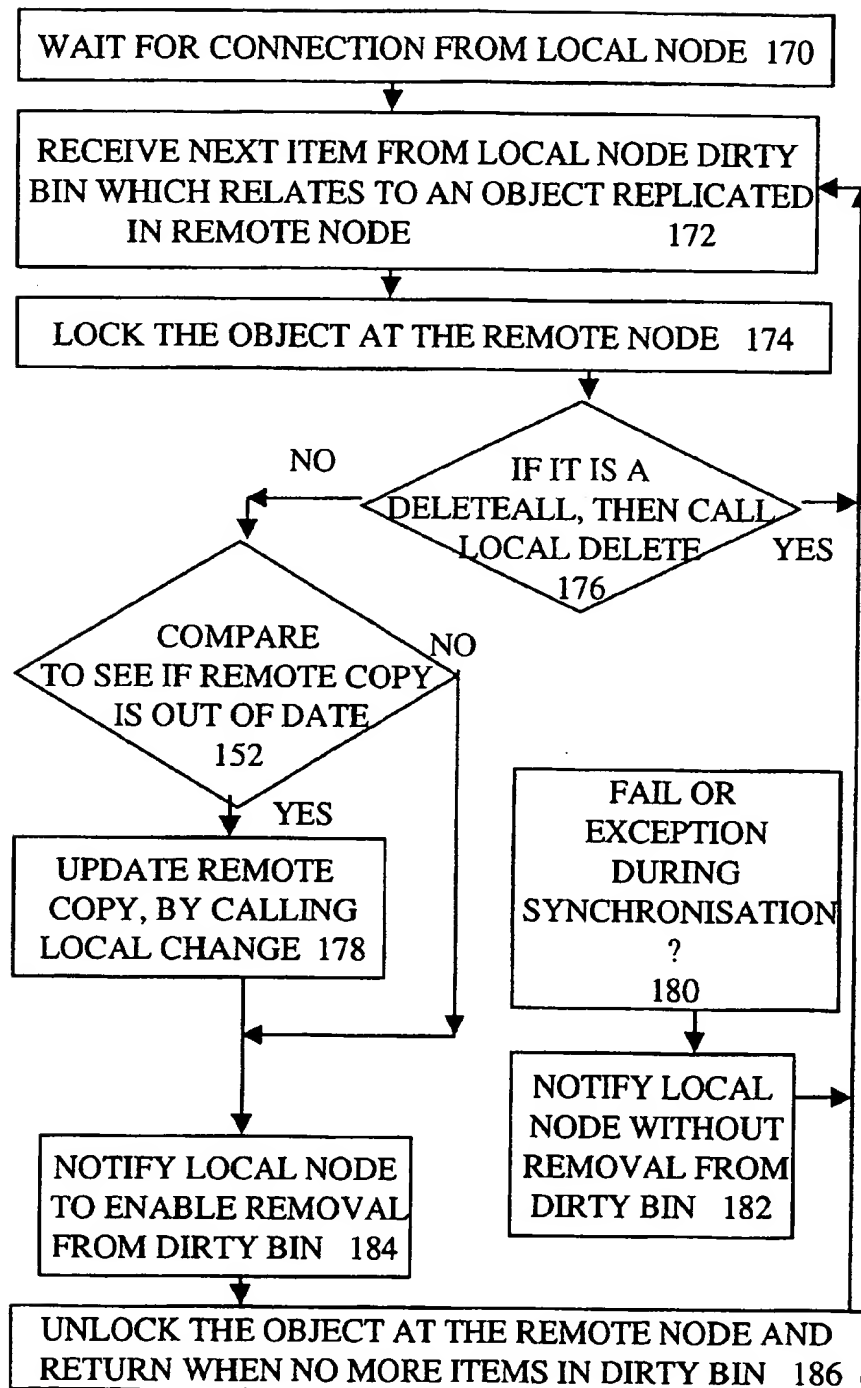 WAIT FOR CONNECTION FROM LOCAL NODE 170
RECEIVE NEXT ITEM FROM LOCAL NODE DIRTY
BIN WHICH RELATES TO AN OBJECT REPLICATED
IN REMOTE NODE 172
LOCK THE OBJECT AT THE REMOTE NODE 174
NO
IF IT IS A
DELETEALL, THEN CALL
LOCAL DELETE
176
YES
COMPARE
TO SEE IF REMOTE COPY
IS OUT OF DATE
152
NO
YES
UPDATE REMOTE
COPY, BY CALLING
LOCAL CHANGE 178
FAIL OR
EXCEPTION
DURING
SYNCHRONISATION
?
180
NOTIFY LOCAL
NODE WITHOUT
REMOVAL FROM
DIRTY BIN 182
NOTIFY LOCAL NODE
TO ENABLE REMOVAL
FROM DIRTY BIN 184
UNLOCK THE OBJECT AT THE REMOTE NODE AND
RETURN WHEN NO MORE ITEMS IN DIRTY BIN 186